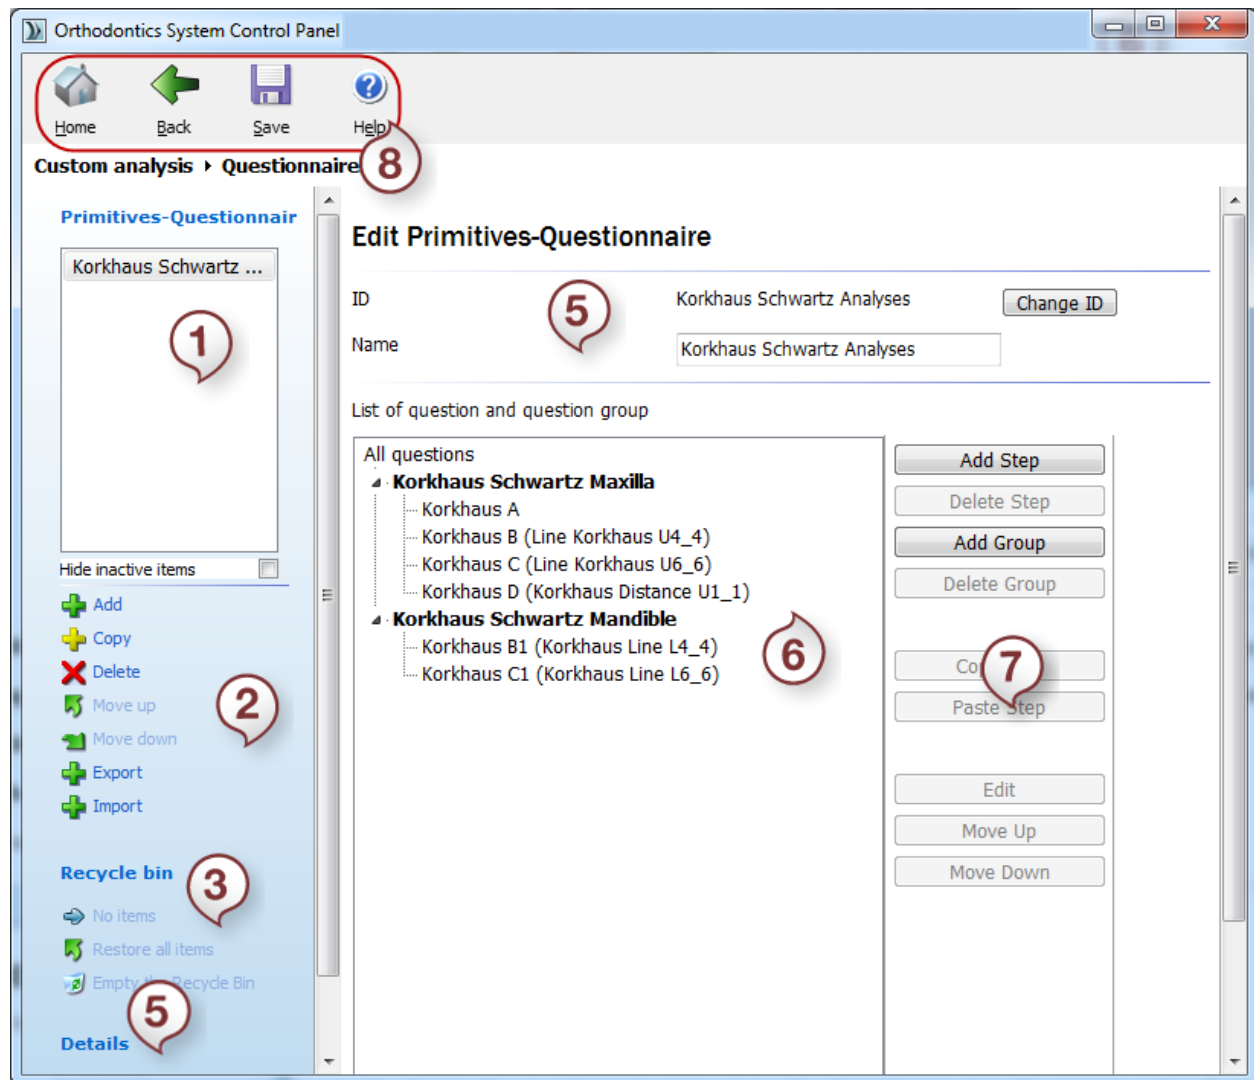 Orthodontics System Control Panel
Home Back Save Help
8
Custom analysis Questionnaire
Primitives-Questionnair
Korkhaus Schwartz ...
1
Hide inactive items
Add
Copy
Delete
Move up
2
Move down
Export
Import
Recycle bin
3
No items
Restore all items
Empty the Recycle Bin
5
Details
Edit Primitives-Questionnaire
ID
5
Korkhaus Schwartz Analyses
Change ID
Name
Korkhaus Schwartz Analyses
List of question and question group
All questions
Korkhaus Schwartz Maxilla
Korkhaus A
Korkhaus B (Line Korkhaus U4_4)
Korkhaus C (Line Korkhaus U6_6)
Korkhaus D (Korkhaus Distance U1_1)
Korkhaus Schwartz Mandible
Korkhaus B1 (Korkhaus Line L4_4)
Korkhaus C1 (Korkhaus Line L6_6)
6
Add Step
Delete Step
Add Group
Delete Group
7
Paste Step
Edit
Move Up
Move Down